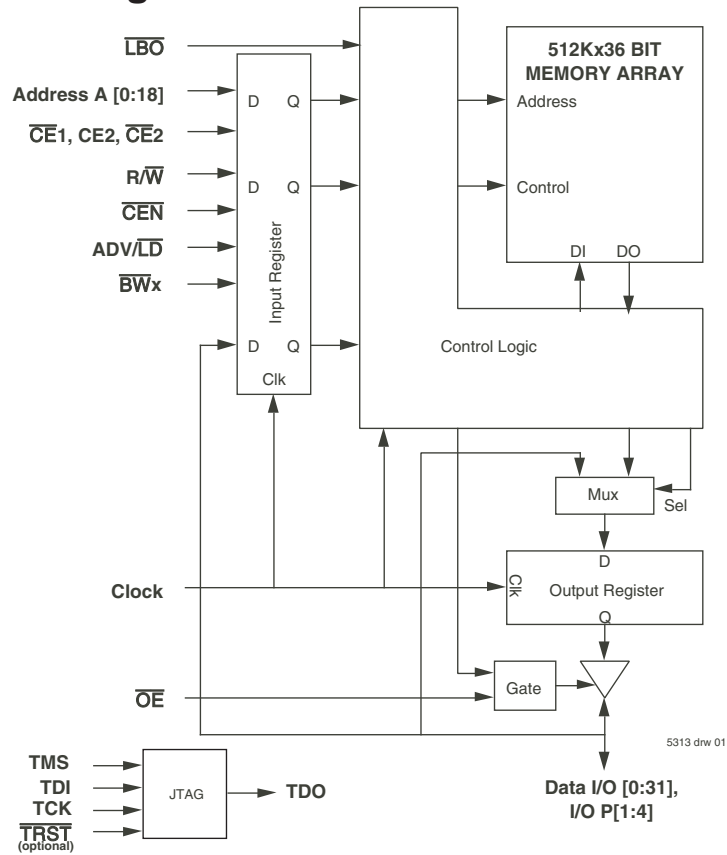 LBO
512Kx36 BIT
MEMORY ARRAY
Address A [0:18]
D Q
Address
CE1, CE2, CE2
R/W
D Q
Control
CEN
Input Register
ADV/LD
DI DO
BWx
D Q
Control Logic
Clk
Mux
Sel
D
Clock
Clk
Output Register
Q
OE
Gate
5313 drw 01
TMS
TDI
TCK
TRST
(optional)
JTAG
TDO
Data I/O [0:31],
I/O P[1:4]